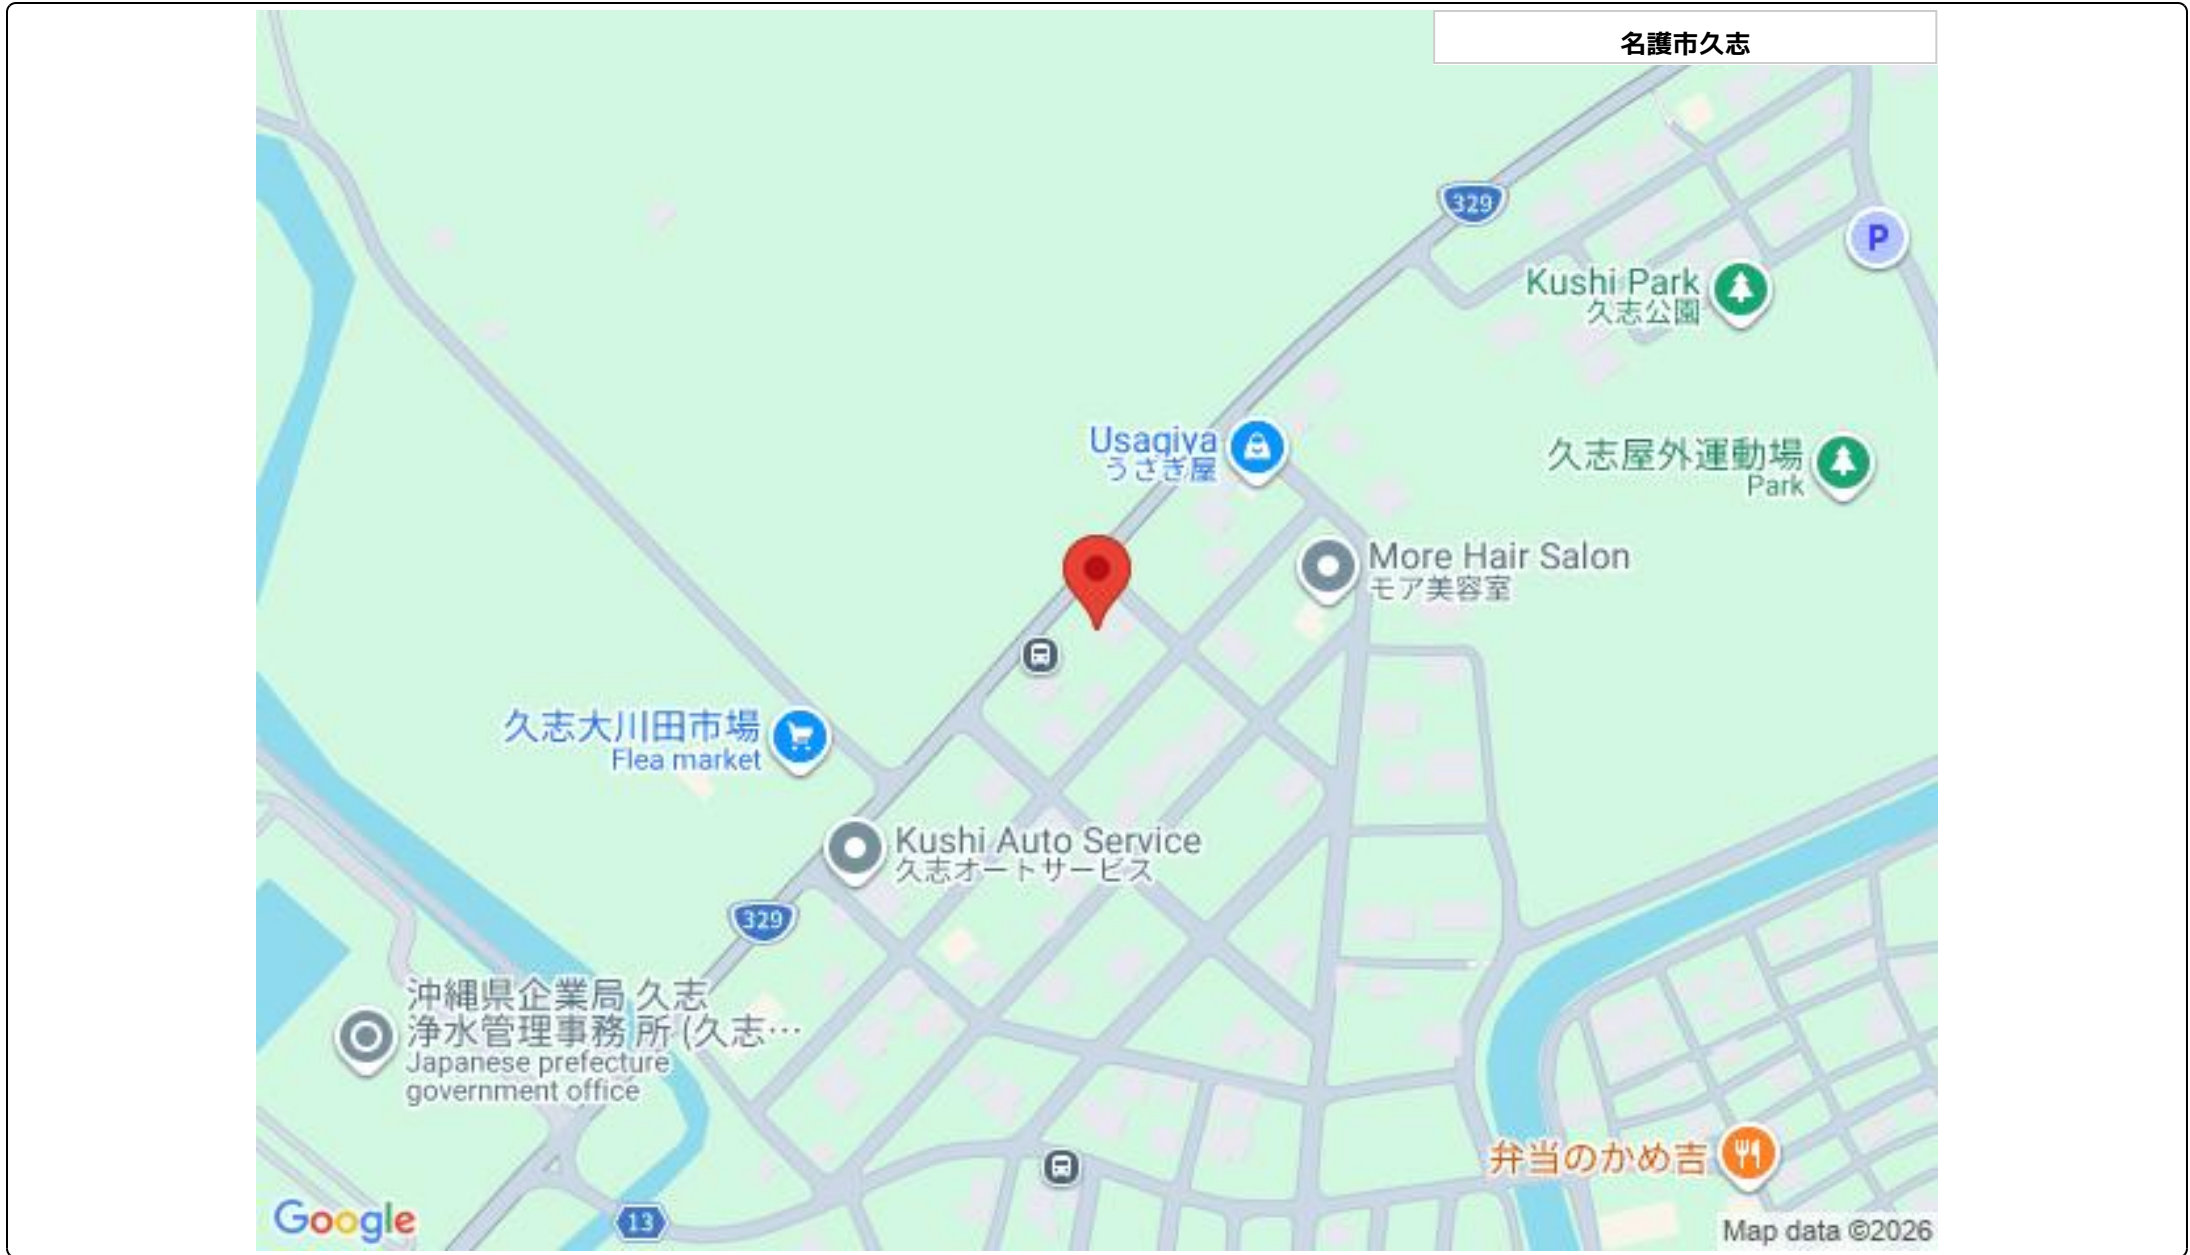 名護市久志
329
P
Kushi Park
久志公園
Usagiya
うさぎ屋
久志屋外運動場
Park
More Hair Salon
モア美容室
久志大川田市場
Flea market
Kushi Auto Service
久志オートサービス
329
沖縄県企業局 久志
浄水管理事務所 (久志…
Japanese prefecture
government office
弁当のかめ吉
13
Google
Map data ©2026